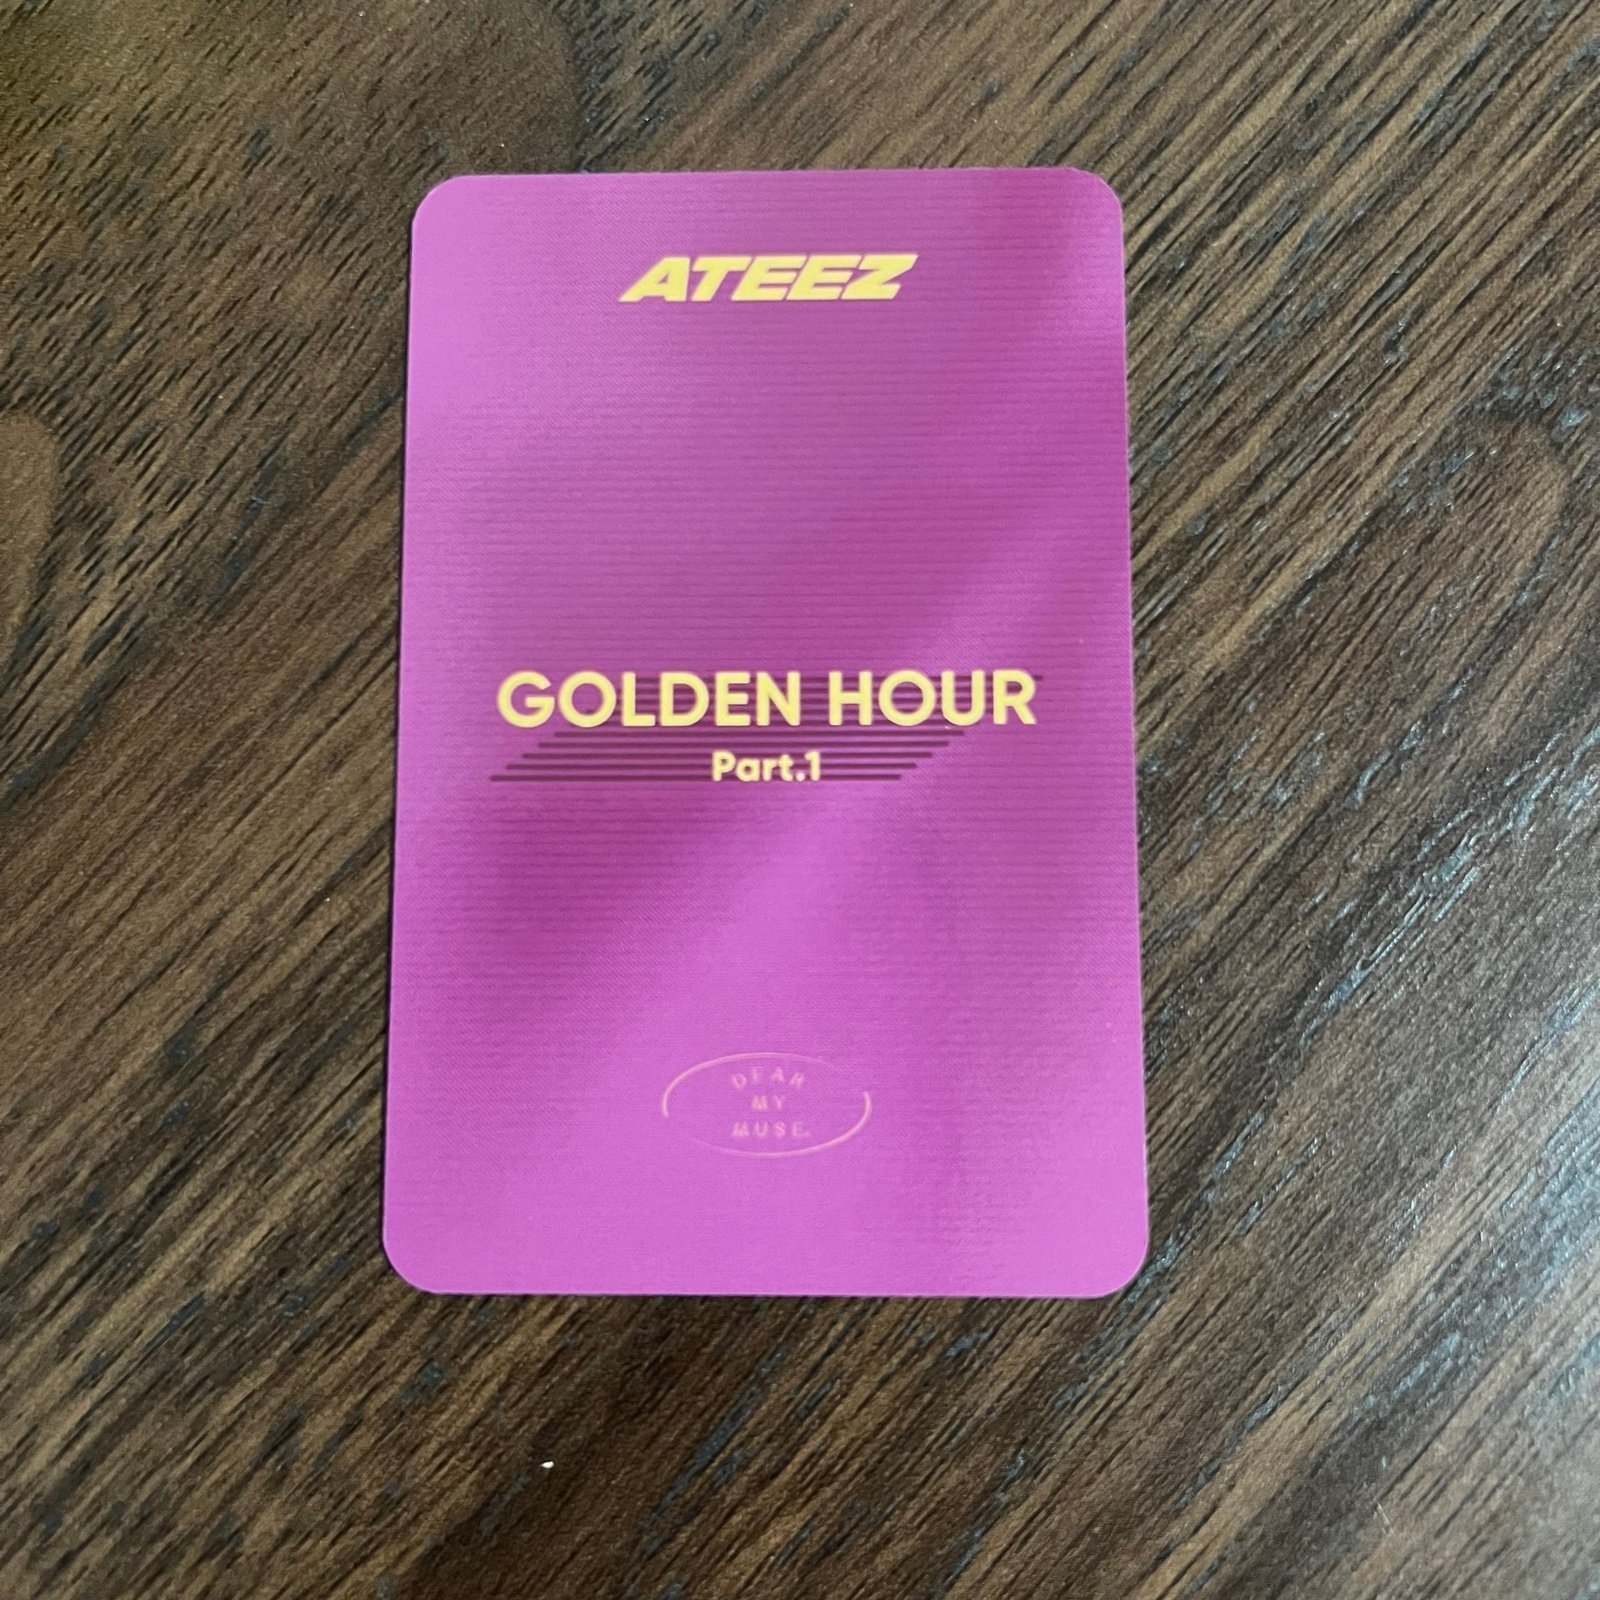 ATEEZ
GOLDEN HOUR
Part.1
DEAR
MY
MUSE.